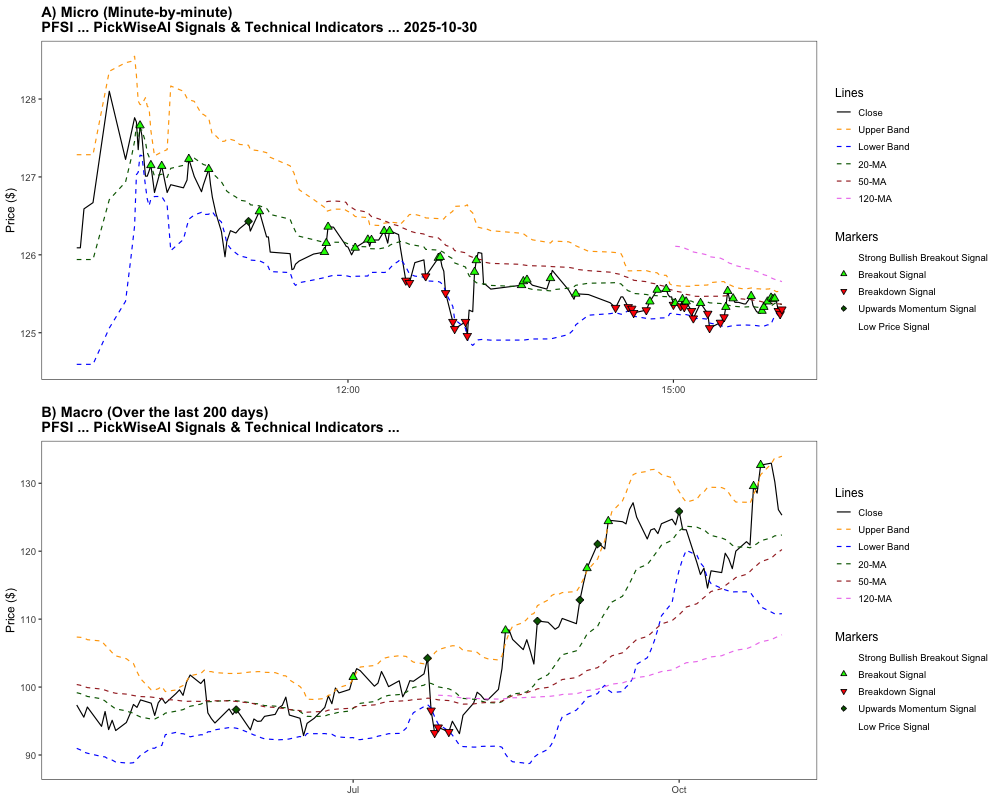 A) Micro (Minute-by-minute)
PFSI ... PickWiseAI Signals & Technical Indicators ... 2025-10-30
Price ($)
128
127
126
125
12:00
15:00
Lines
Close
Upper Band
Lower Band
20-MA
50-MA
120-MA
Markers
Strong Bullish Breakout Signal
Breakout Signal
Breakdown Signal
Upwards Momentum Signal
Low Price Signal
B) Macro (Over the last 200 days)
PFSI ... PickWiseAI Signals & Technical Indicators ...
Price ($)
130
120
110
100
90
Jul
Oct
Lines
Close
Upper Band
Lower Band
20-MA
50-MA
120-MA
Markers
Strong Bullish Breakout Signal
Breakout Signal
Breakdown Signal
Upwards Momentum Signal
Low Price Signal